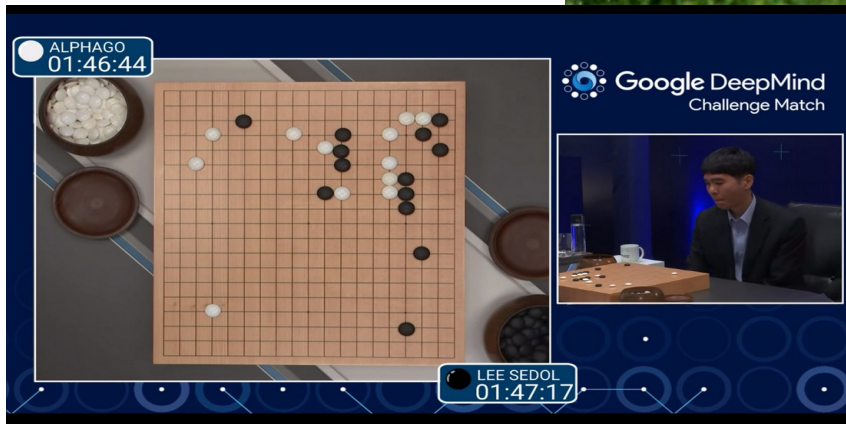 ALPHAGO
01:46:44
Google DeepMind
Challenge Match
LEE SEDOL
01:47:17